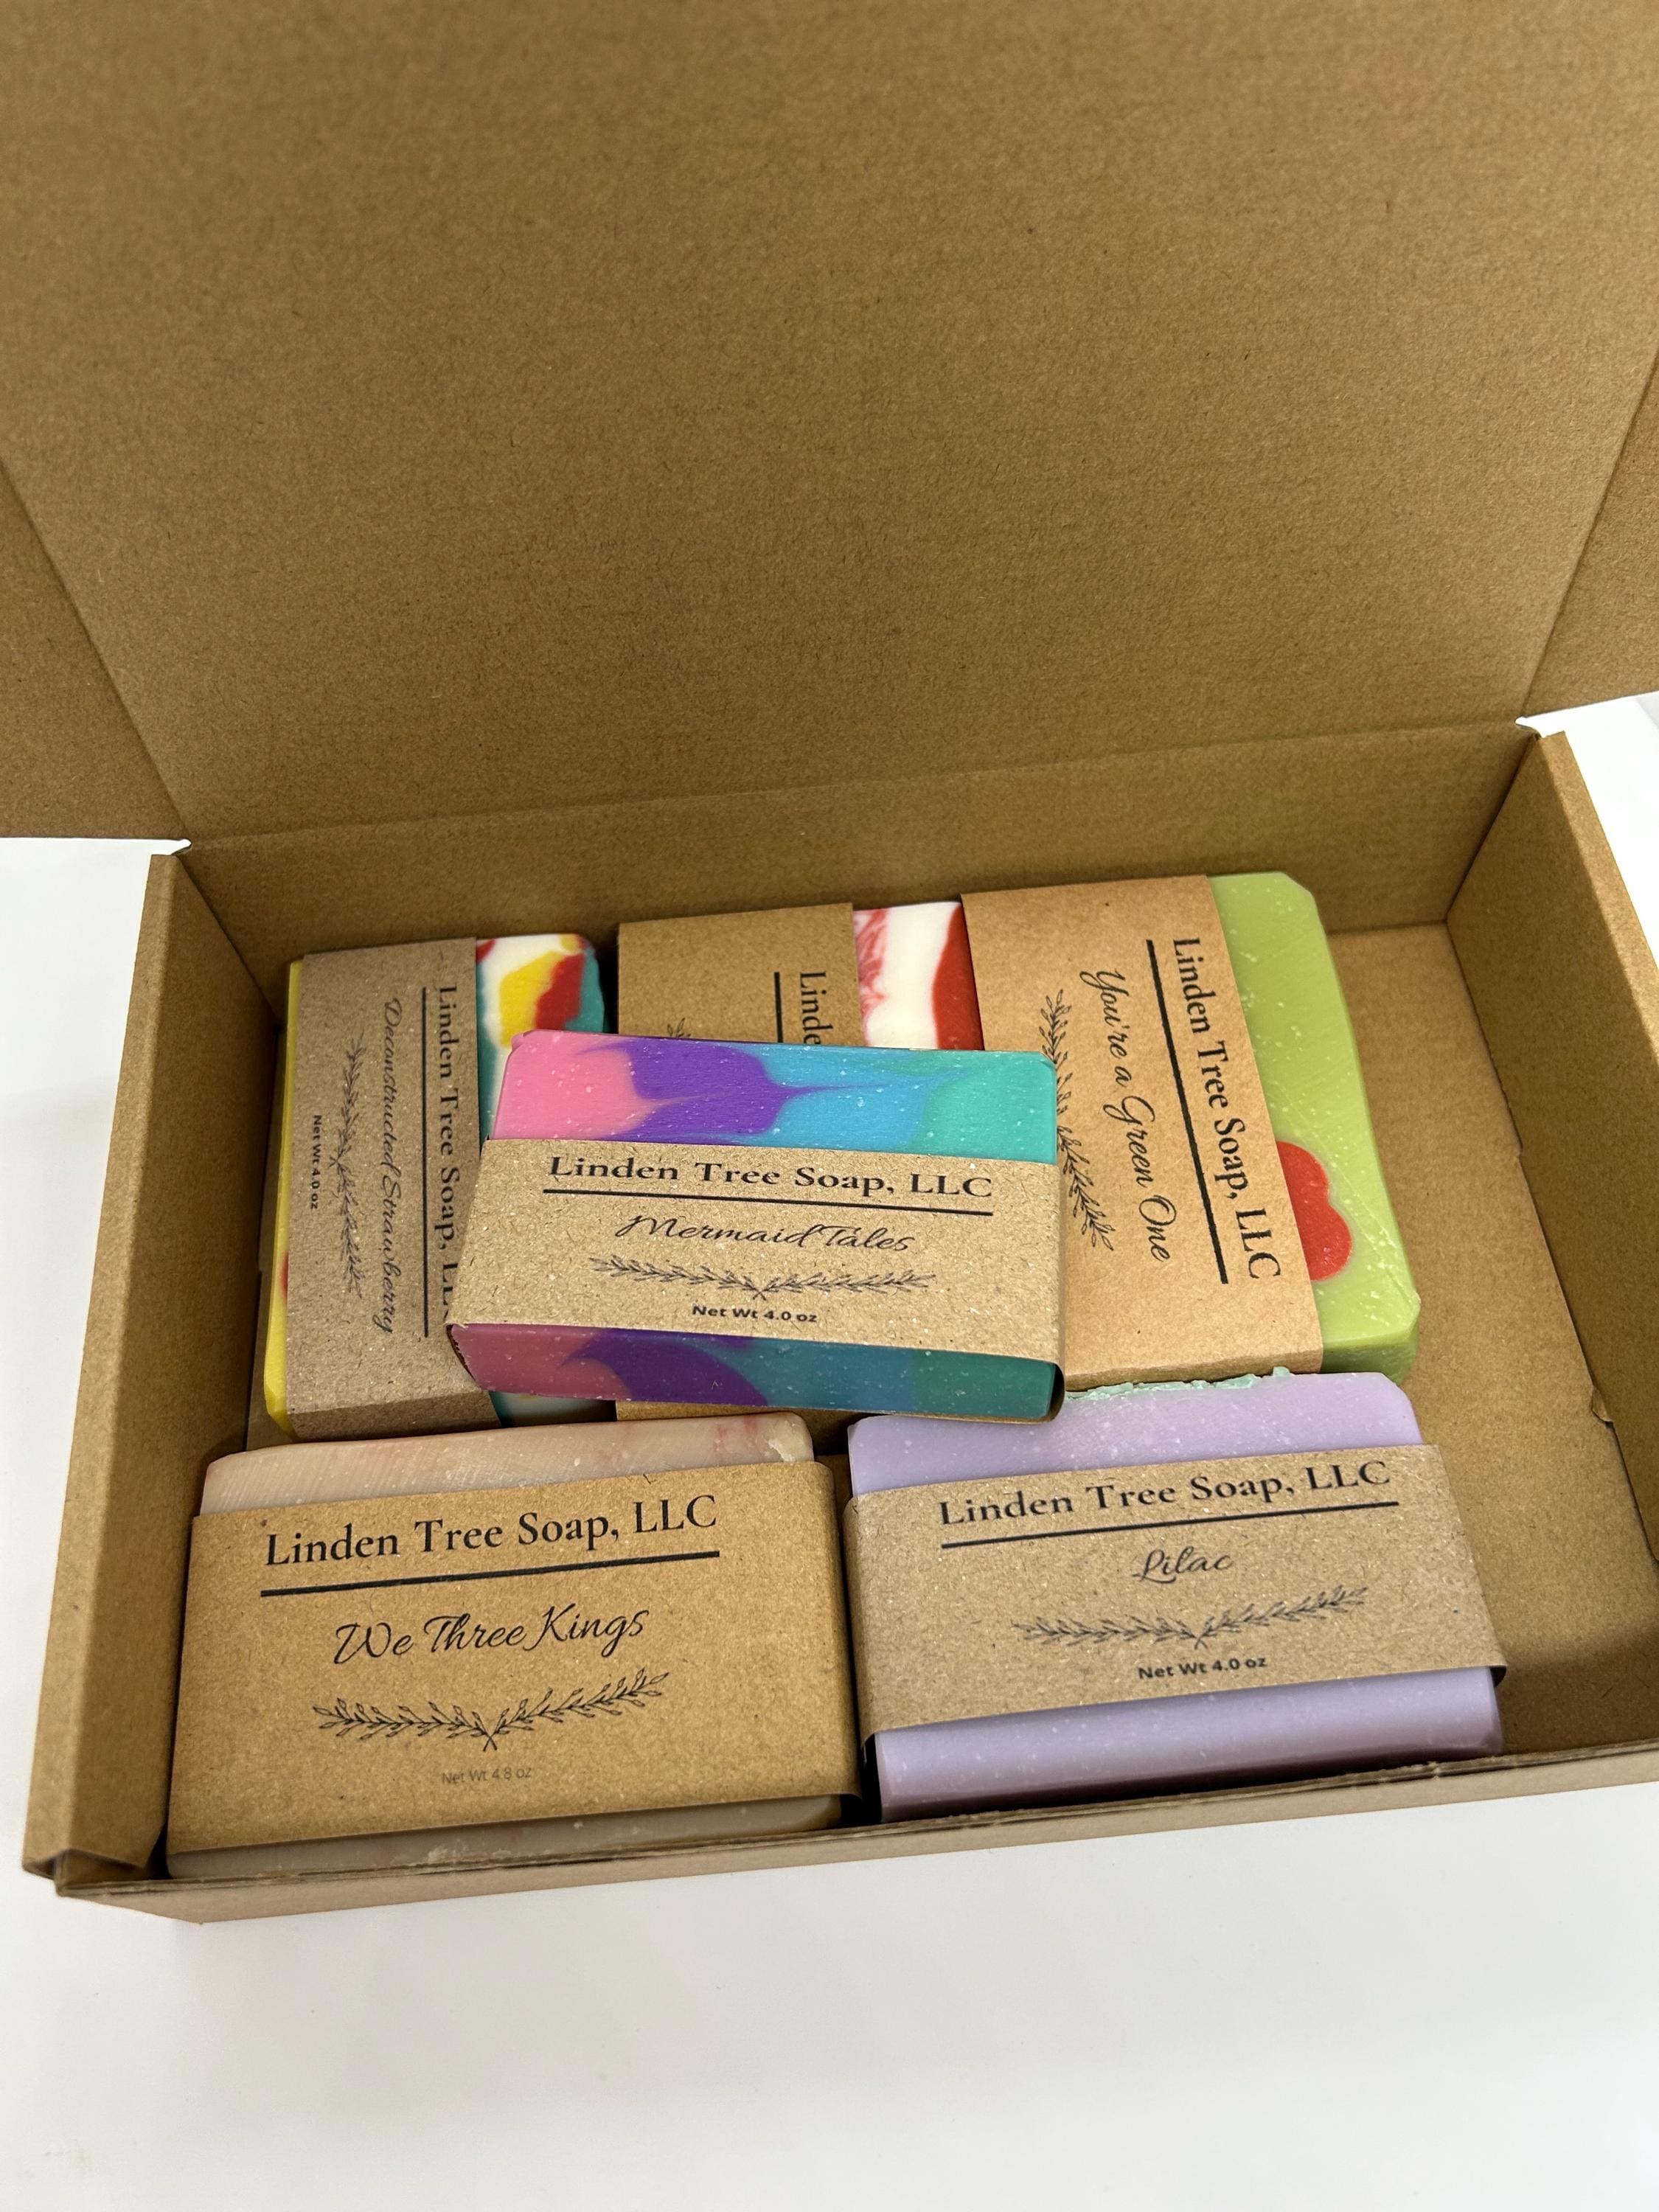 Linden Tree Soap, LLC
Deconstructed Strawberry
Net Wt 4.0 oz
Linde
Linden Tree Soap, LLC
You're a Green One
Linden Tree Soap, LLC
Mermaid Tales
Net Wt 4.0 oz
Linden Tree Soap, LLC
We Three Kings
Net Wt 4.8 oz
Linden Tree Soap, LLC
Lilac
Net Wt 4.0 oz